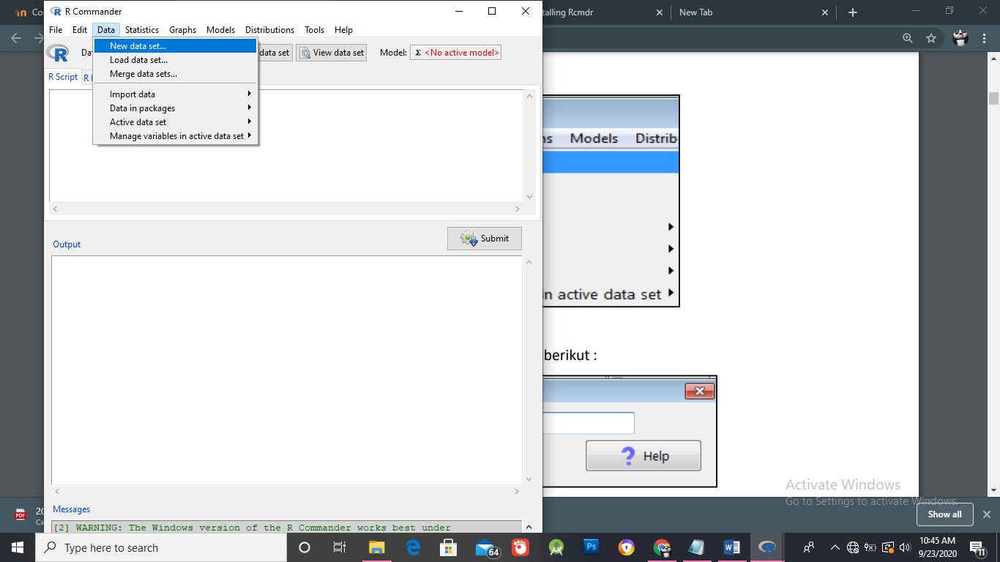 Co
R Commander
talling Rcmdr
New Tab
File Edit Data Statistics Graphs Models Distributions Tools Help
New data set...
Load data set...
Merge data sets...
Import data
Data in packages
Active data set
Manage variables in active data set
Dat
data set
View data set
Model:
Σ <No active model>
R Script
R
Submit
Output
Messages
[2] WARNING: The Windows version of the R Commander works best under
ns Models Distrib
in active data set
berikut :
Help
Activate Windows
Go to Settings to activate Windows.
PDF
20
Ca
Show all
Type here to search
64
Ps
W
10:45 AM
9/23/2020
11